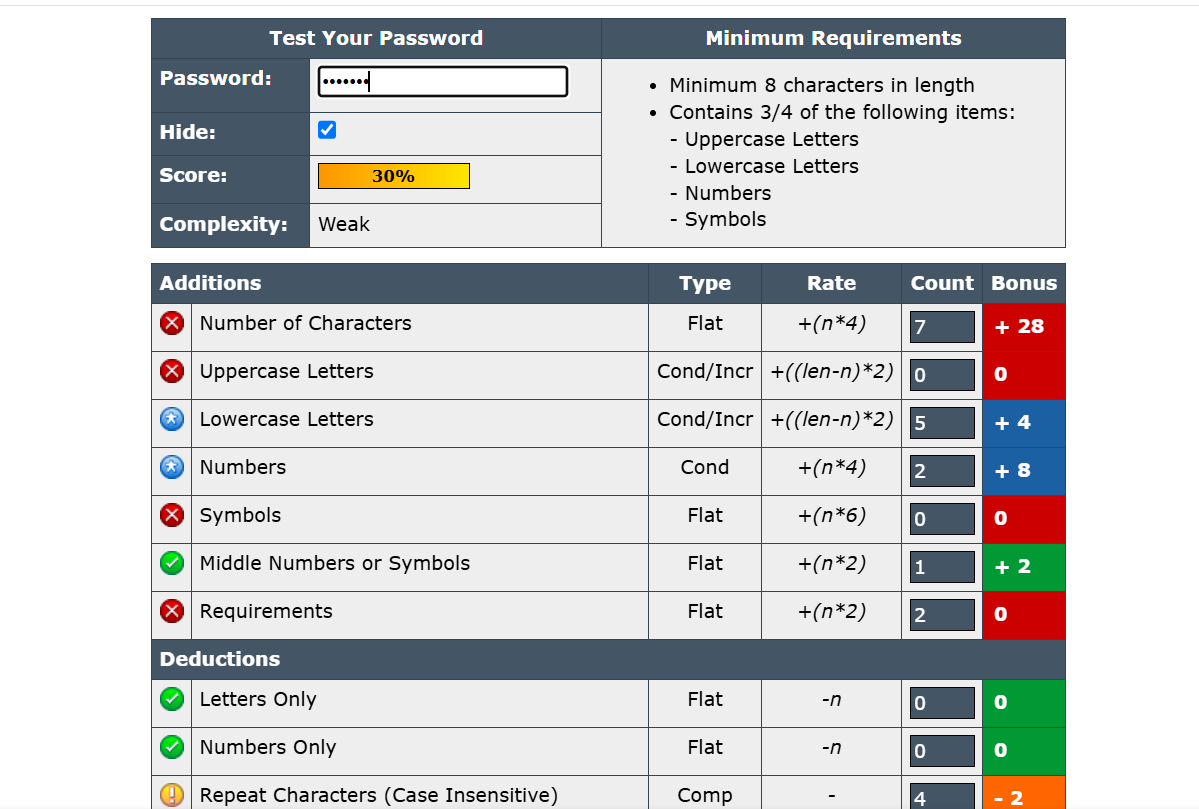 Test Your Password
Minimum Requirements
Password:
•••••••
Hide:
Score:
30%
Complexity:
Weak
• Minimum 8 characters in length
• Contains 3/4 of the following items:
- Uppercase Letters
- Lowercase Letters
- Numbers
- Symbols
Additions Type Rate Count Bonus
Number of Characters Flat +(n*4) 7 + 28
Uppercase Letters Cond/Incr +((len-n)*2) 0 0
Lowercase Letters Cond/Incr +((len-n)*2) 5 + 4
Numbers Cond +(n*4) 2 + 8
Symbols Flat +(n*6) 0 0
Middle Numbers or Symbols Flat +(n*2) 1 + 2
Requirements Flat +(n*2) 2 0
Deductions
Letters Only Flat -n 0 0
Numbers Only Flat -n 0 0
Repeat Characters (Case Insensitive) Comp - 4 - 2